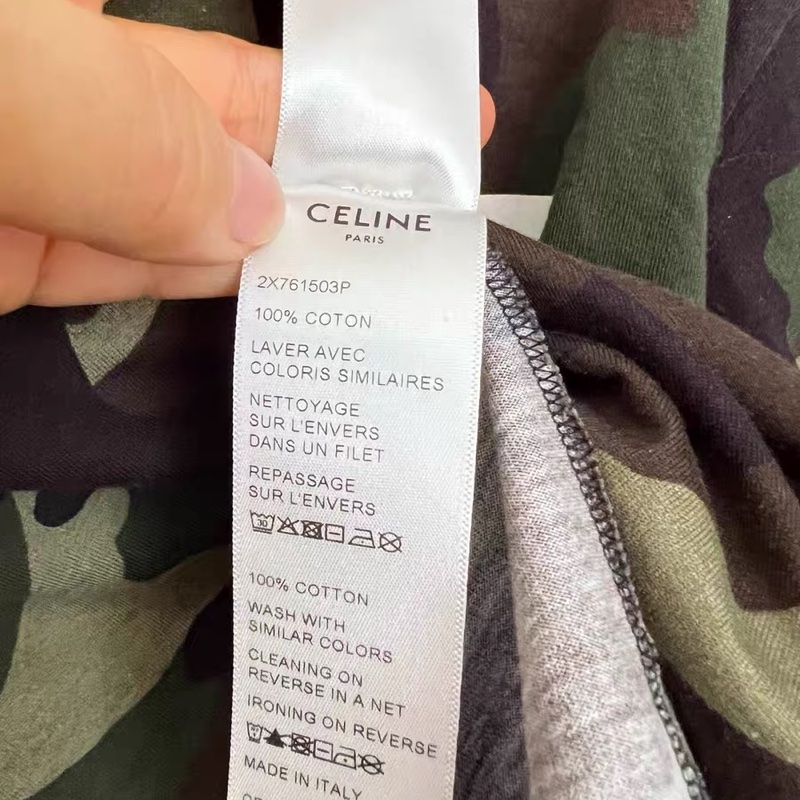 CELINE
PARIS
2X761503P
100% COTON
LAVER AVEC
COLORIS SIMILAIRES
NETTOYAGE
SUR L'ENVERS
DANS UN FILET
REPASSAGE
SUR L'ENVERS
30
100% COTTON
WASH WITH
SIMILAR COLORS
CLEANING ON
REVERSE IN A NET
IRONING ON REVERSE
MADE IN ITALY